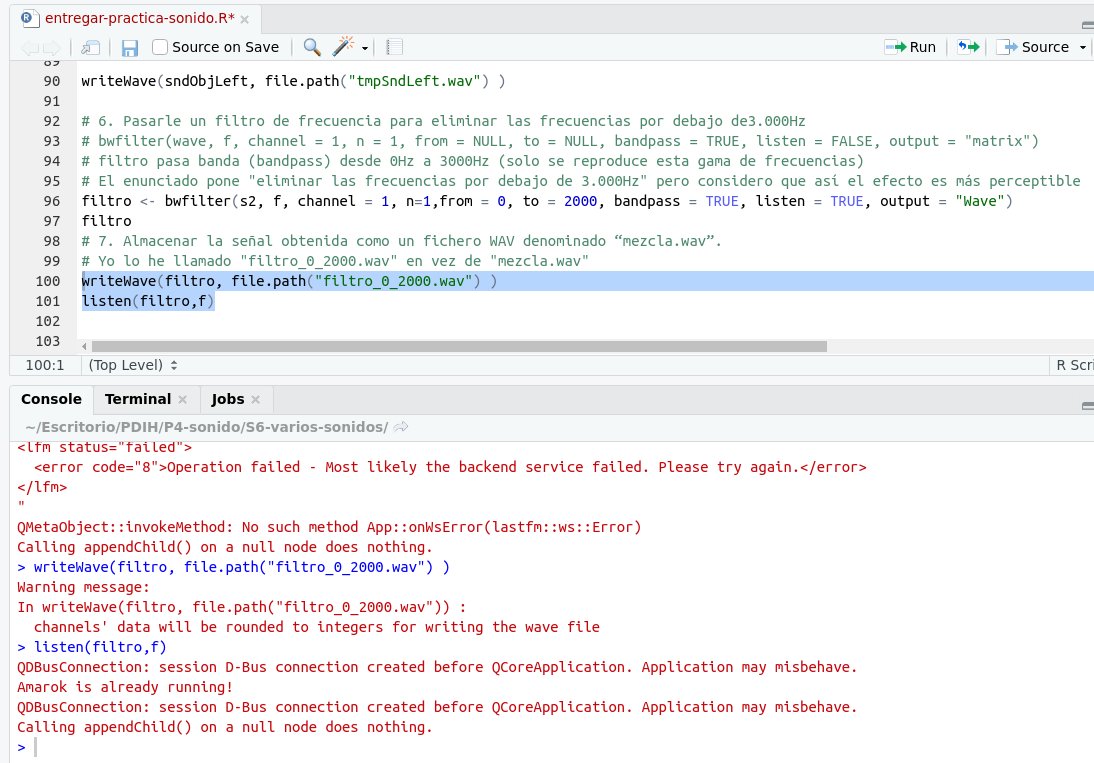 entregar-practica-sonido.R* ×
Source on Save Run Source
89
90 writeWave(sndObjLeft, file.path("tmpSndLeft.wav") )
91
92 # 6. Pasarle un filtro de frecuencia para eliminar las frecuencias por debajo de3.000Hz
93 # bwfilter(wave, f, channel = 1, n = 1, from = NULL, to = NULL, bandpass = TRUE, listen = FALSE, output = "matrix")
94 # filtro pasa banda (bandpass) desde 0Hz a 3000Hz (solo se reproduce esta gama de frecuencias)
95 # El enunciado pone "eliminar las frecuencias por debajo de 3.000Hz" pero considero que así el efecto es más perceptible
96 filtro <- bwfilter(s2, f, channel = 1, n=1,from = 0, to = 2000, bandpass = TRUE, listen = TRUE, output = "Wave")
97 filtro
98 # 7. Almacenar la señal obtenida como un fichero WAV denominado “mezcla.wav”.
99 # Yo lo he llamado "filtro_0_2000.wav" en vez de "mezcla.wav"
100 writeWave(filtro, file.path("filtro_0_2000.wav") )
101 listen(filtro,f)
102
103
100:1 (Top Level) R Scri
Console Terminal × Jobs ×
~/Escritorio/PDIH/P4-sonido/S6-varios-sonidos/
<lfm status="failed">
<error code="8">Operation failed - Most likely the backend service failed. Please try again.</error>
</lfm>
"
QMetaObject::invokeMethod: No such method App::onWsError(lastfm::ws::Error)
Calling appendChild() on a null node does nothing.
> writeWave(filtro, file.path("filtro_0_2000.wav") )
Warning message:
In writeWave(filtro, file.path("filtro_0_2000.wav")) :
channels' data will be rounded to integers for writing the wave file
> listen(filtro,f)
QDBusConnection: session D-Bus connection created before QCoreApplication. Application may misbehave.
Amarok is already running!
QDBusConnection: session D-Bus connection created before QCoreApplication. Application may misbehave.
Calling appendChild() on a null node does nothing.
>